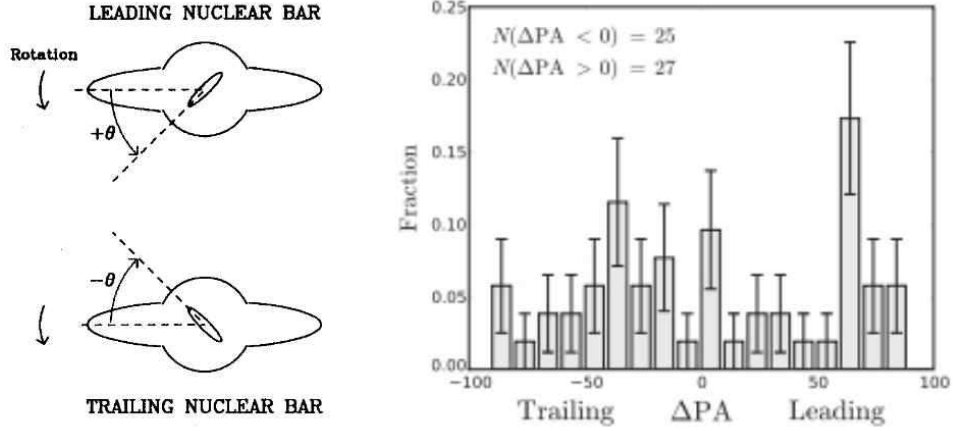 LEADING NUCLEAR BAR
Rotation
+θ
−θ
TRAILING NUCLEAR BAR
N(ΔPA < 0) = 25
N(ΔPA > 0) = 27
Fraction
0.25
0.20
0.15
0.10
0.05
0.00
−100
−50
0
50
100
Trailing
ΔPA
Leading